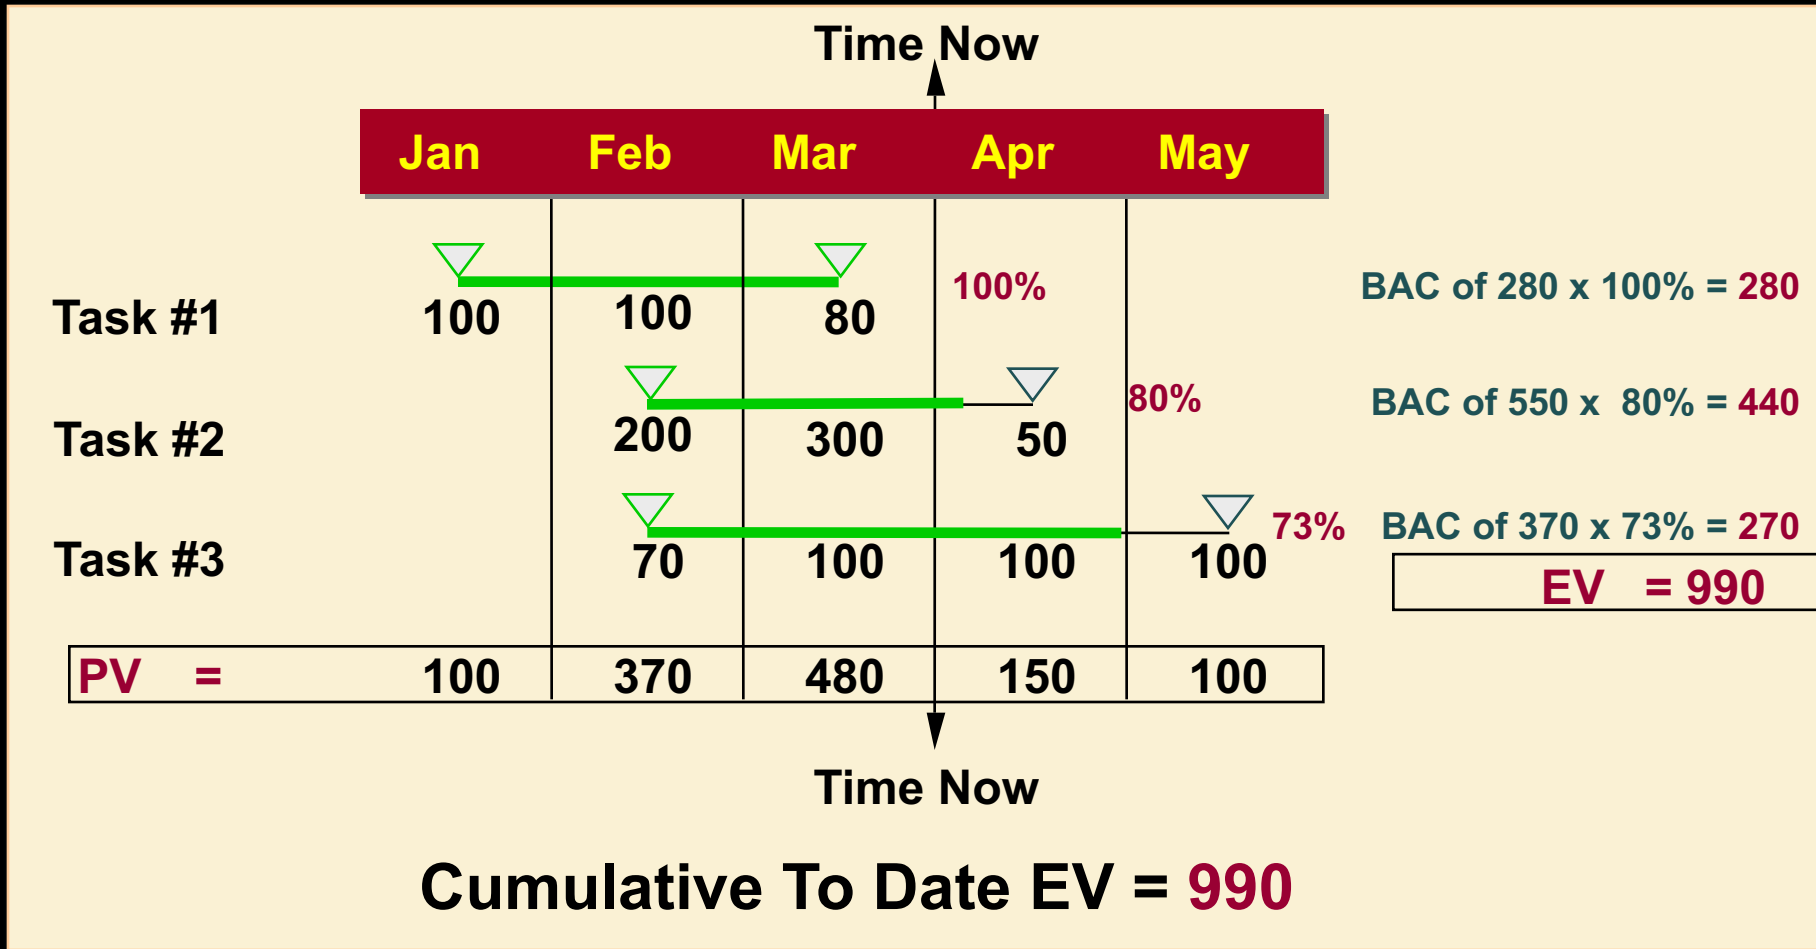 Time Now
Jan Feb Mar Apr May
100% BAC of 280 x 100% = 280
Task #1 100 100 80
80% BAC of 550 x 80% = 440
Task #2 200 300 50
73% BAC of 370 x 73% = 270
Task #3 70 100 100 100
EV = 990
PV = 100 370 480 150 100
Time Now
Cumulative To Date EV = 990